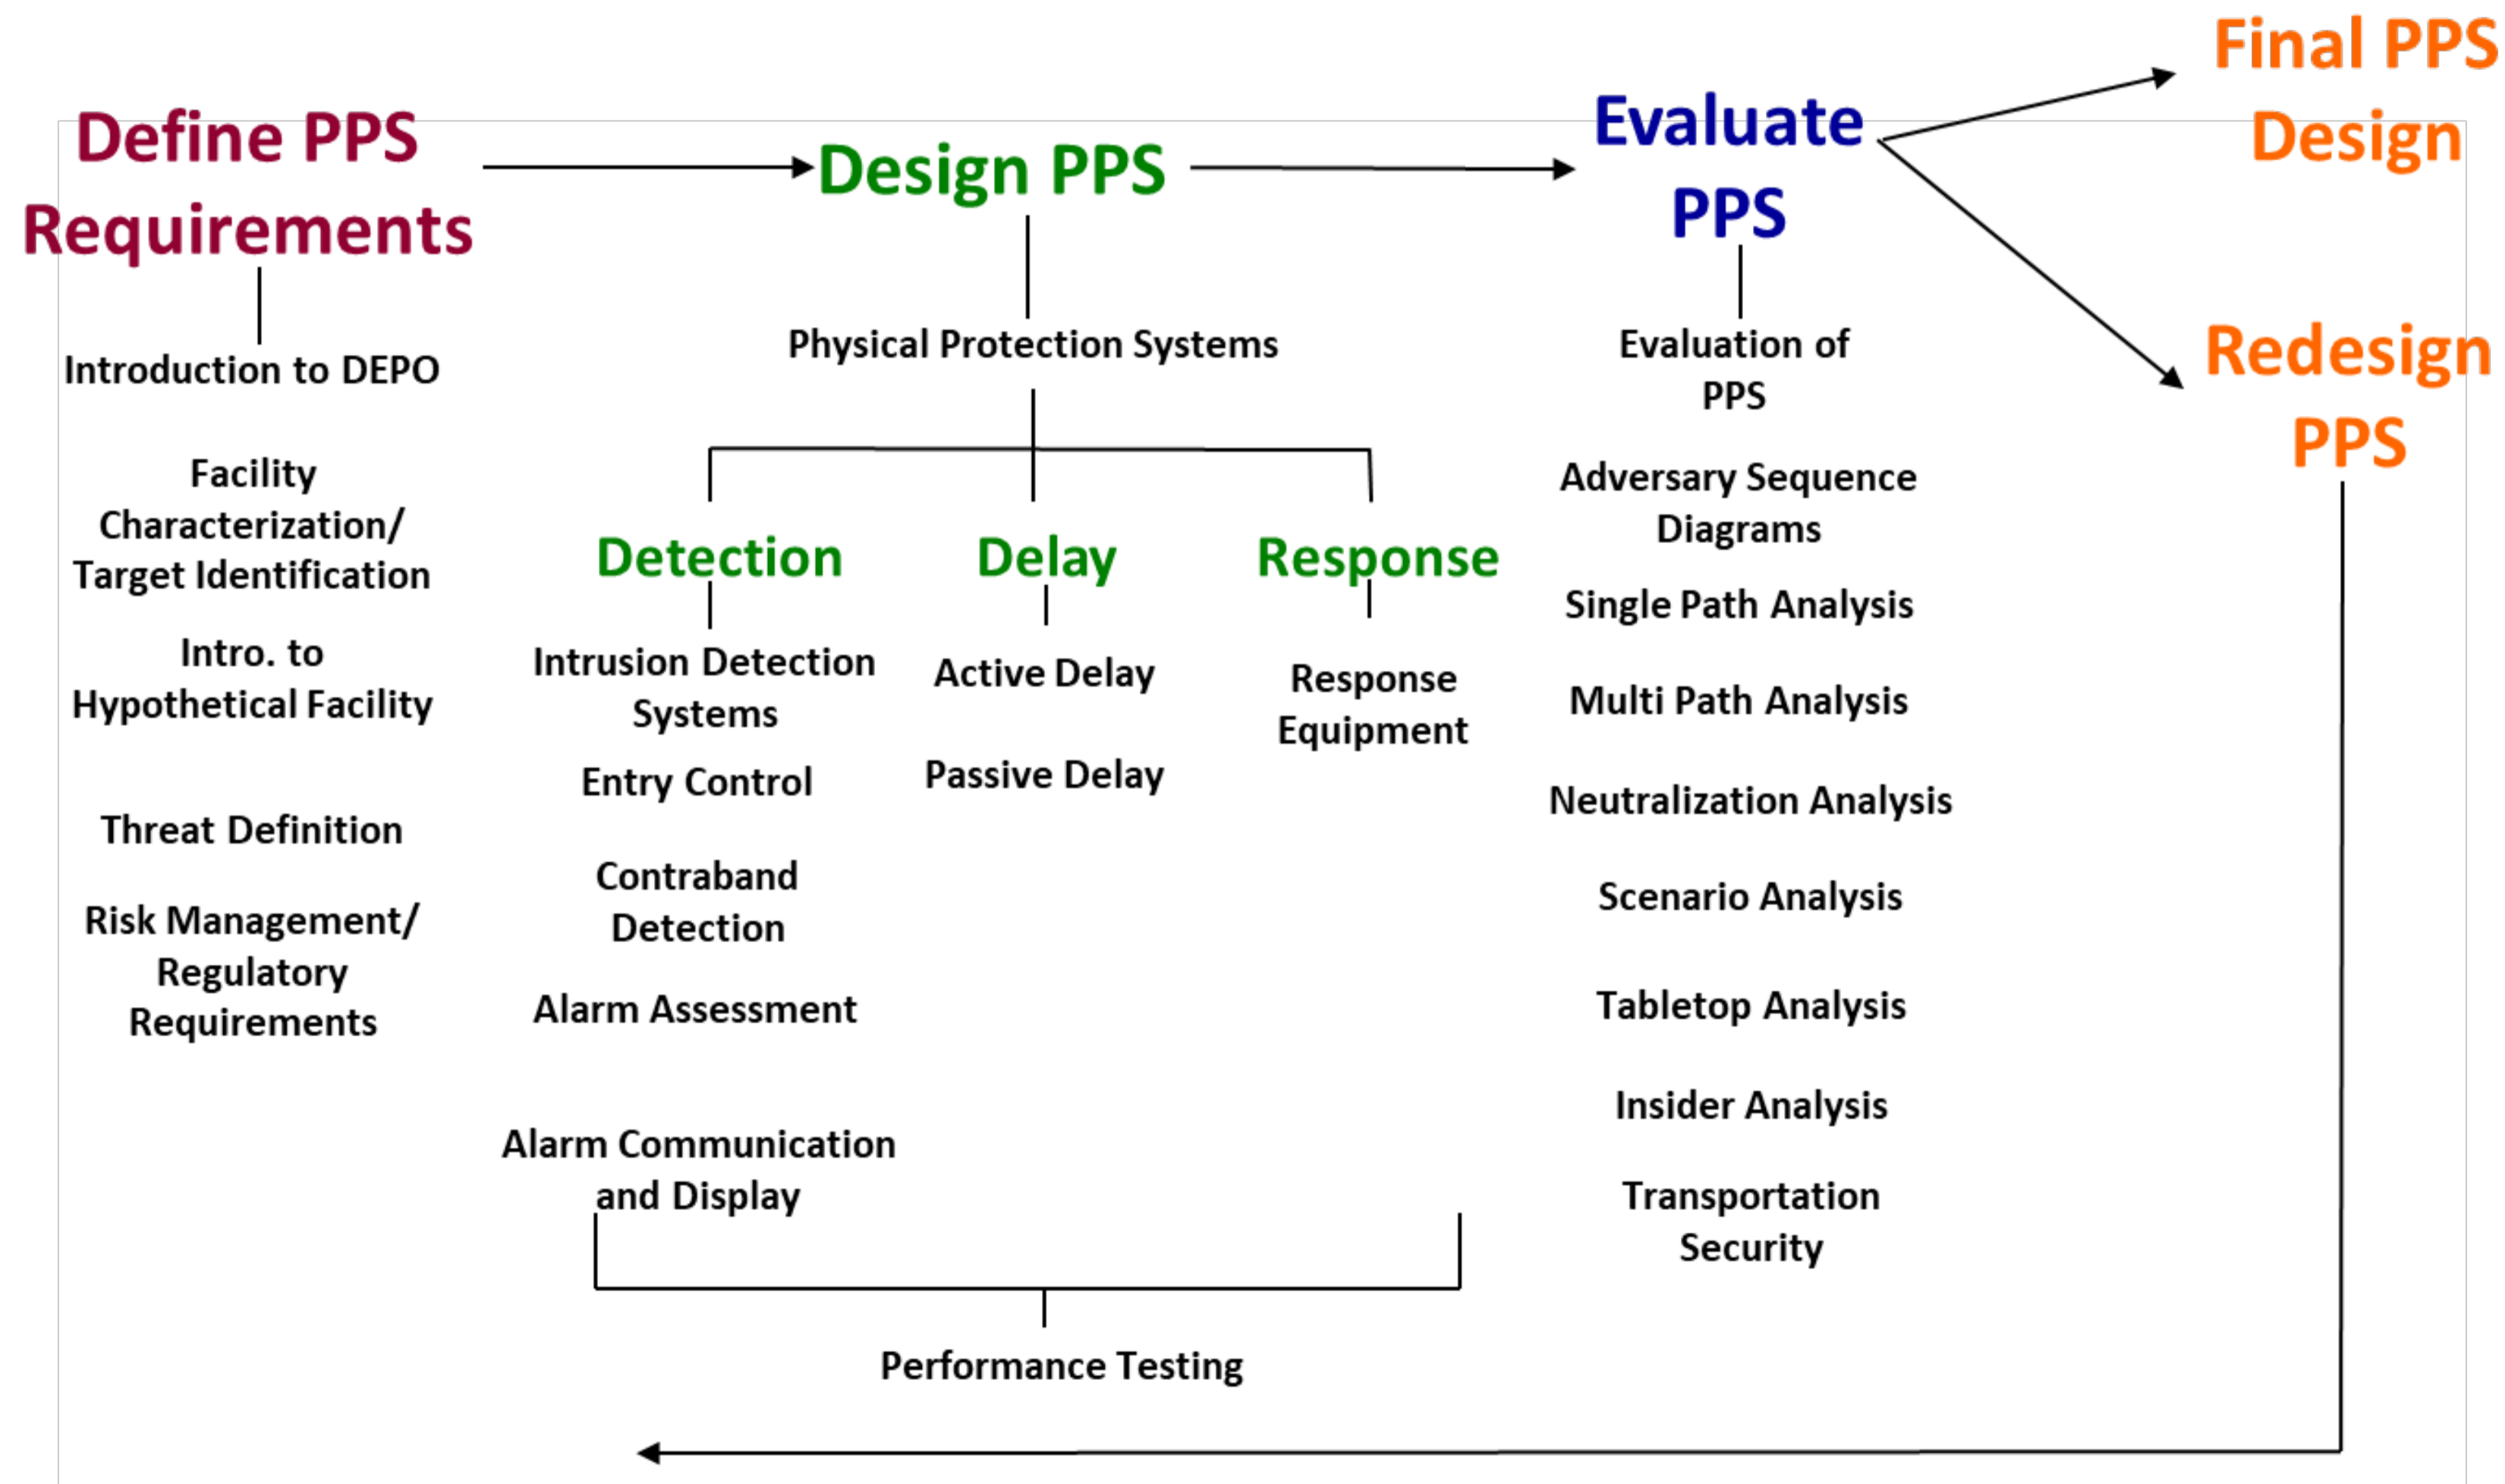 Final PPS
Design
Define PPS
Requirements
Design PPS
Evaluate
PPS
Redesign
PPS
Introduction to DEPO
Facility
Characterization/
Target Identification
Intro. to
Hypothetical Facility
Threat Definition
Risk Management/
Regulatory
Requirements
Physical Protection Systems
Detection
Intrusion Detection
Systems
Entry Control
Contraband
Detection
Alarm Assessment
Alarm Communication
and Display
Delay
Active Delay
Passive Delay
Response
Response
Equipment
Performance Testing
Evaluation of
PPS
Adversary Sequence
Diagrams
Single Path Analysis
Multi Path Analysis
Neutralization Analysis
Scenario Analysis
Tabletop Analysis
Insider Analysis
Transportation
Security